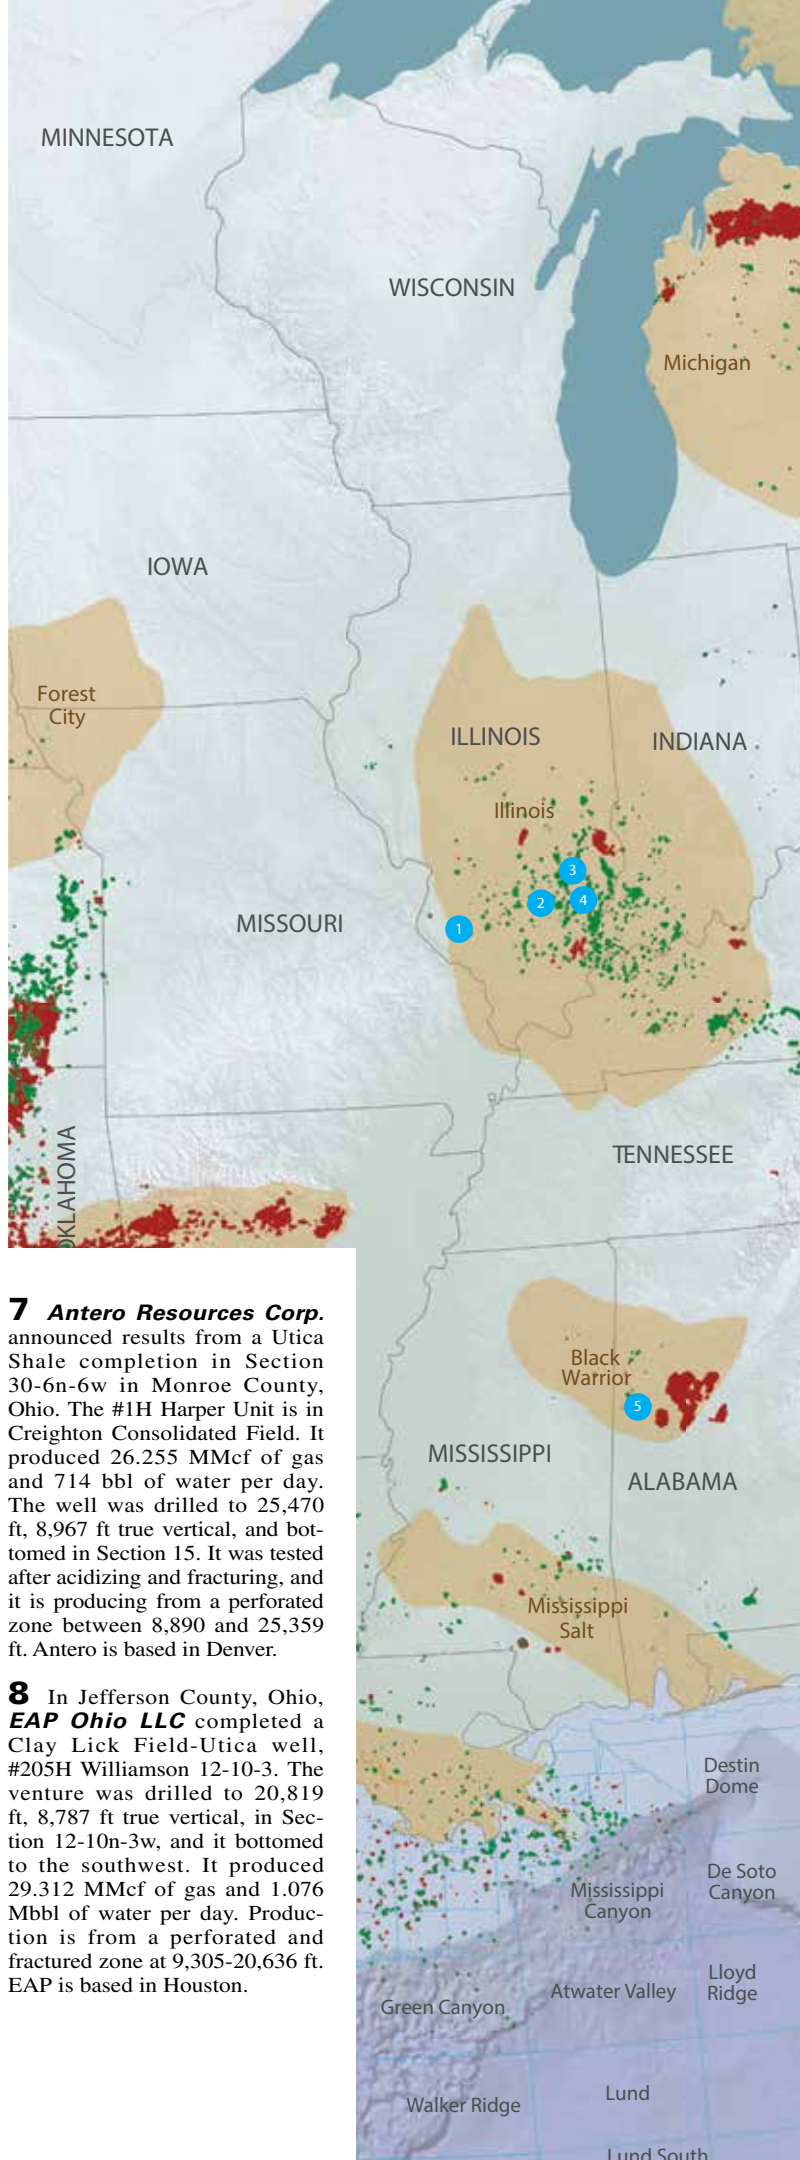 MINNESOTA
WISCONSIN
Michigan
IOWA
Forest
City
ILLINOIS
INDIANA
Illinois
3
2
4
1
MISSOURI
OKLAHOMA
TENNESSEE
Black
Warrior
5
MISSISSIPPI
ALABAMA
Mississippi
Salt
Destin
Dome
De Soto
Canyon
Mississippi
Canyon
Lloyd
Ridge
Atwater Valley
Green Canyon
Lund
Walker Ridge
Lund South
7 Antero Resources Corp.
announced results from a Utica
Shale completion in Section
30-6n-6w in Monroe County,
Ohio. The #1H Harper Unit is in
Creighton Consolidated Field. It
produced 26.255 MMcf of gas
and 714 bbl of water per day.
The well was drilled to 25,470
ft, 8,967 ft true vertical, and bot-
tomed in Section 15. It was tested
after acidizing and fracturing, and
it is producing from a perforated
zone between 8,890 and 25,359
ft. Antero is based in Denver.
8 In Jefferson County, Ohio,
EAP Ohio LLC completed a
Clay Lick Field-Utica well,
#205H Williamson 12-10-3. The
venture was drilled to 20,819
ft, 8,787 ft true vertical, in Sec-
tion 12-10n-3w, and it bottomed
to the southwest. It produced
29.312 MMcf of gas and 1.076
Mbbl of water per day. Produc-
tion is from a perforated and
fractured zone at 9,305-20,636 ft.
EAP is based in Houston.